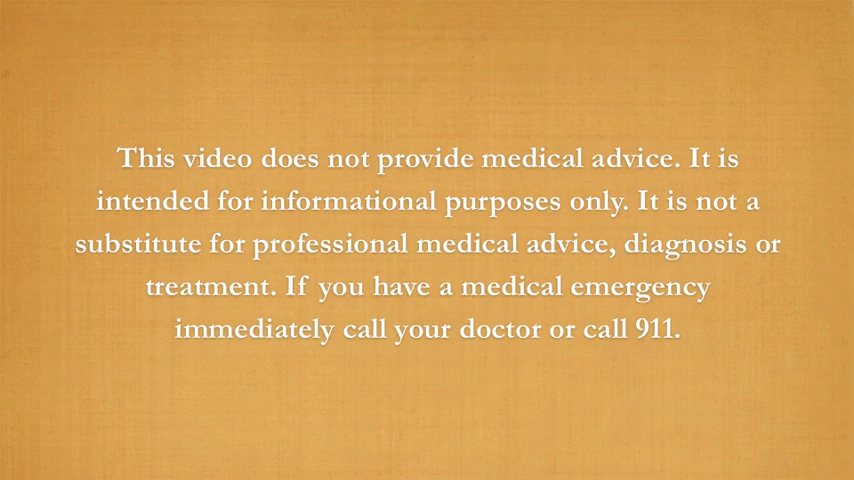 This video does not provide medical advice. It is
intended for informational purposes only. It is not a
substitute for professional medical advice, diagnosis or
treatment. If you have a medical emergency
immediately call your doctor or call 911.